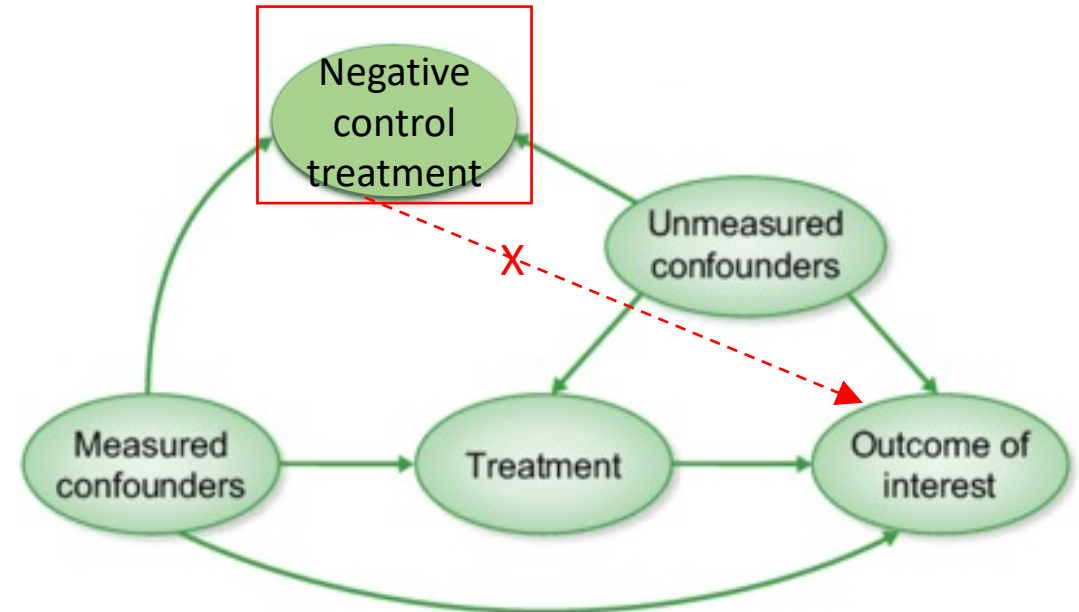 Negative
control
treatment
Unmeasured
confounders
X
Measured
confounders
Treatment
Outcome of
interest